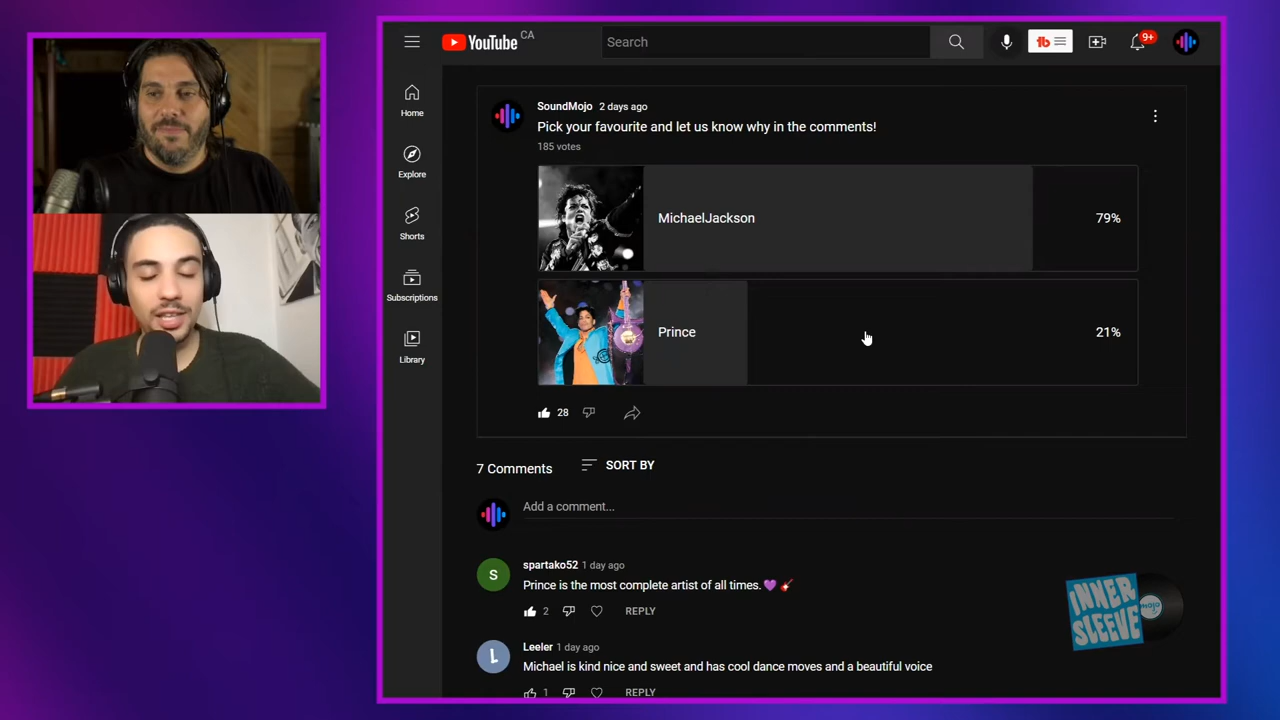 YouTube CA
Search
9+
Home
Explore
Shorts
Subscriptions
Library
SoundMojo 2 days ago
Pick your favourite and let us know why in the comments!
185 votes
MichaelJackson 79%
Prince 21%
28
7 Comments SORT BY
Add a comment...
S spartako52 1 day ago
Prince is the most complete artist of all times.💜 🎸
2 REPLY
L Leeler 1 day ago
Michael is kind nice and sweet and has cool dance moves and a beautiful voice
1 REPLY
INNER
SLEEVE
mojo